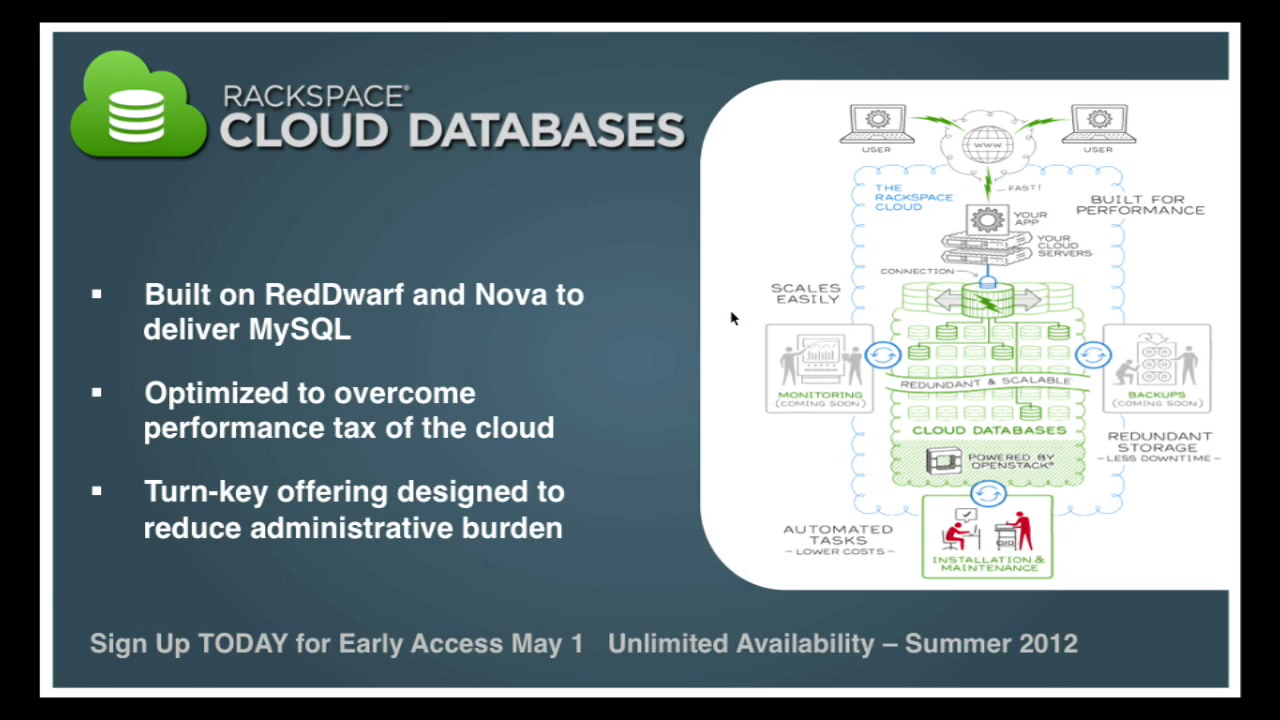 RACKSPACE®
CLOUD DATABASES
▪ Built on RedDwarf and Nova to
deliver MySQL
▪ Optimized to overcome
performance tax of the cloud
▪ Turn-key offering designed to
reduce administrative burden
USER
WWW
USER
FAST!
THE
RACKSPACE
CLOUD
BUILT FOR
PERFORMANCE
YOUR
APP
YOUR
CLOUD
SERVERS
CONNECTION
SCALES
EASILY
REDUNDANT & SCALABLE
MONITORING
(COMING SOON)
BACKUPS
(COMING SOON)
CLOUD DATABASES
POWERED BY
OPENSTACK®
REDUNDANT
STORAGE
– LESS DOWNTIME –
AUTOMATED
TASKS
– LOWER COSTS –
INSTALLATION &
MAINTENANCE
Sign Up TODAY for Early Access May 1 Unlimited Availability – Summer 2012